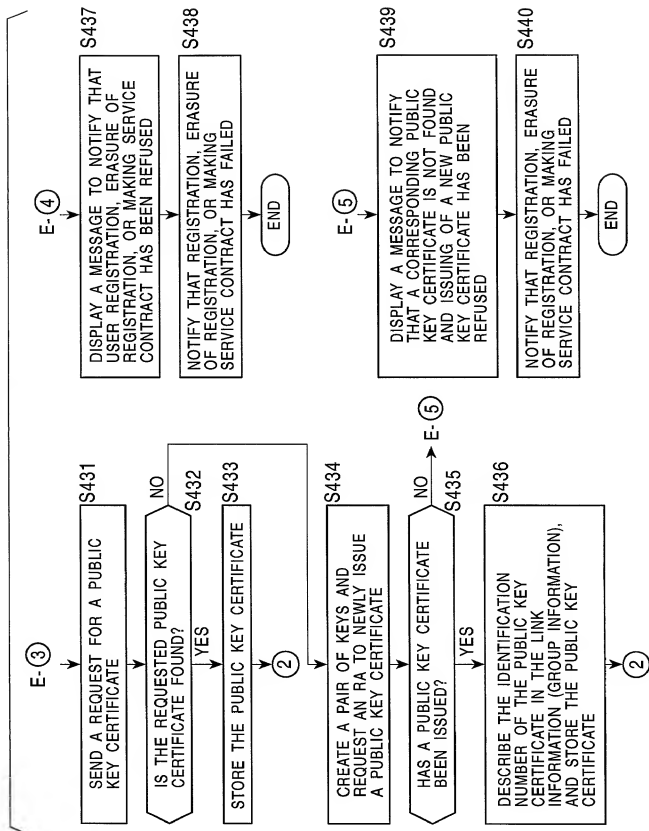 E-③
S431
SEND A REQUEST FOR A PUBLIC
KEY CERTIFICATE
S432
IS THE REQUESTED PUBLIC KEY
CERTIFICATE FOUND?
NO
YES
S433
STORE THE PUBLIC KEY CERTIFICATE
②
S434
CREATE A PAIR OF KEYS AND
REQUEST AN RA TO NEWLY ISSUE
A PUBLIC KEY CERTIFICATE
S435
HAS A PUBLIC KEY CERTIFICATE
BEEN ISSUED?
NO
E-⑤
YES
S436
DESCRIBE THE IDENTIFICATION
NUMBER OF THE PUBLIC KEY
CERTIFICATE IN THE LINK
INFORMATION (GROUP INFORMATION),
AND STORE THE PUBLIC KEY
CERTIFICATE
②
E-④
S437
DISPLAY A MESSAGE TO NOTIFY THAT
USER REGISTRATION, ERASURE OF
REGISTRATION, OR MAKING SERVICE
CONTRACT HAS BEEN REFUSED
S438
NOTIFY THAT REGISTRATION, ERASURE
OF REGISTRATION, OR MAKING
SERVICE CONTRACT HAS FAILED
END
E-⑤
S439
DISPLAY A MESSAGE TO NOTIFY
THAT A CORRESPONDING PUBLIC
KEY CERTIFICATE IS NOT FOUND
AND ISSUING OF A NEW PUBLIC
KEY CERTIFICATE HAS BEEN
REFUSED
S440
NOTIFY THAT REGISTRATION, ERASURE
OF REGISTRATION, OR MAKING
SERVICE CONTRACT HAS FAILED
END